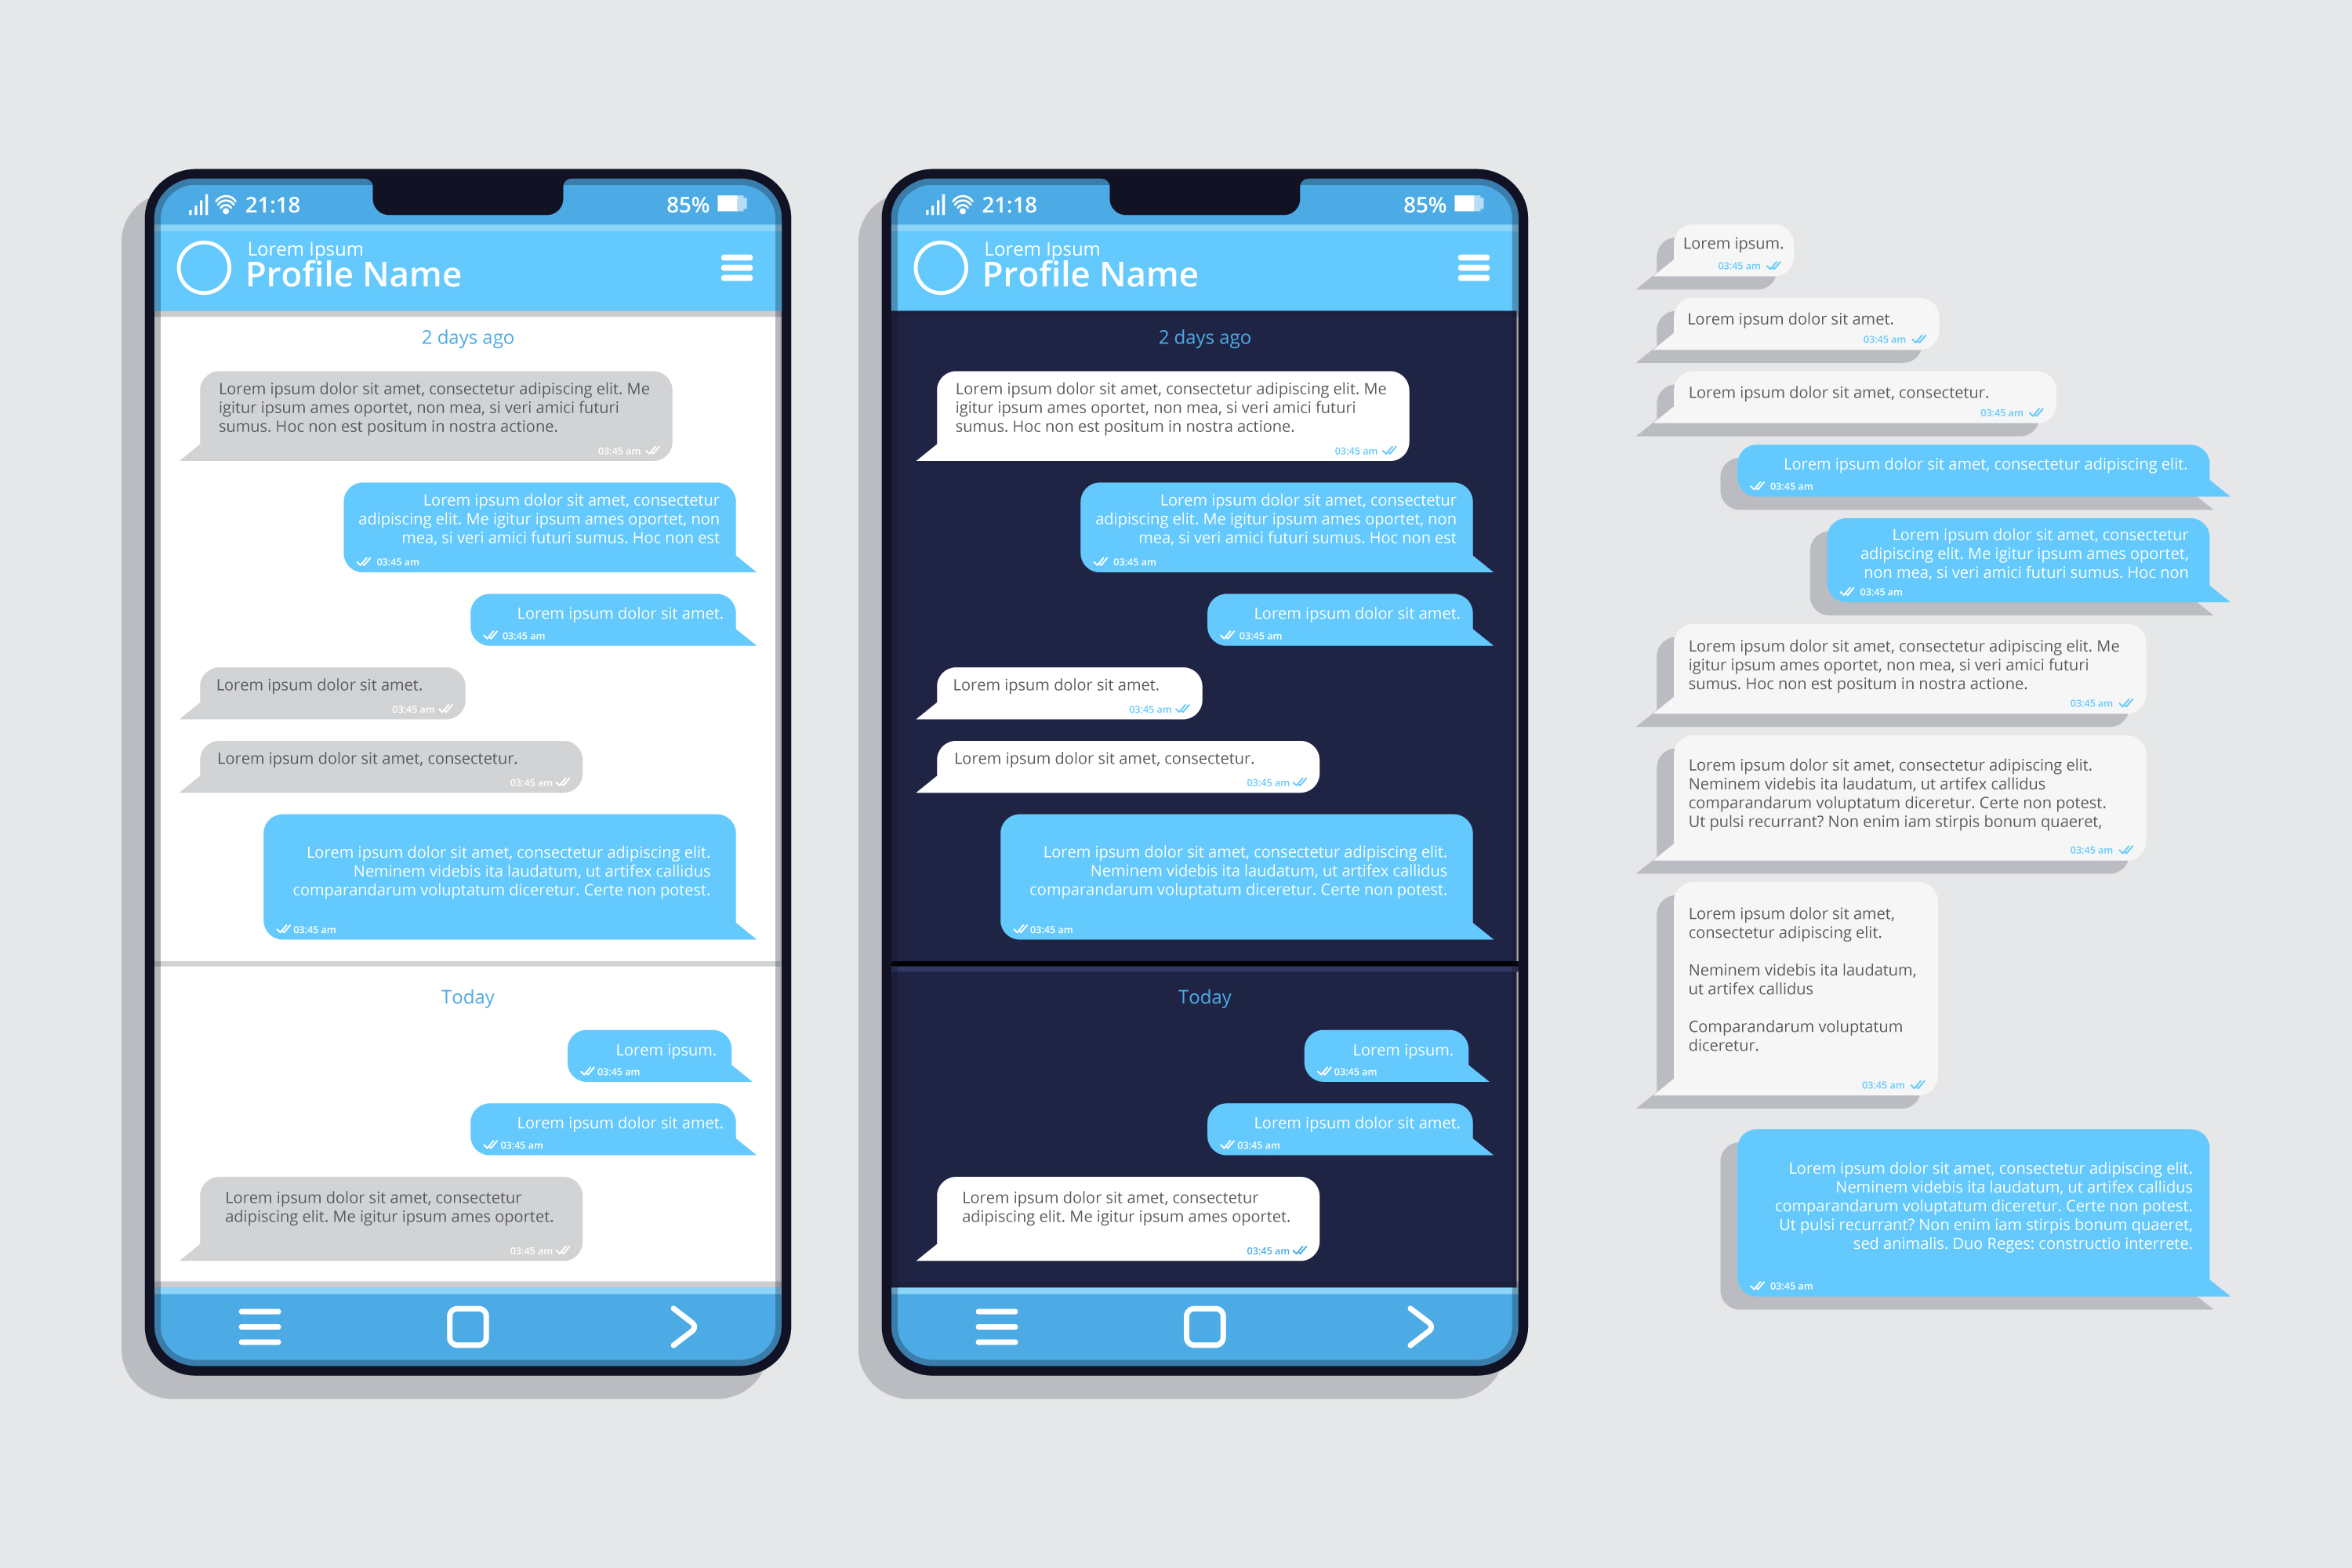 21:18
85%
Lorem Ipsum
Profile Name
2 days ago
Lorem ipsum dolor sit amet, consectetur adipiscing elit. Me
igitur ipsum ames oportet, non mea, si veri amici futuri
sumus. Hoc non est positum in nostra actione.
03:45 am
Lorem ipsum dolor sit amet, consectetur
adipiscing elit. Me igitur ipsum ames oportet, non
mea, si veri amici futuri sumus. Hoc non est
03:45 am
Lorem ipsum dolor sit amet.
03:45 am
Lorem ipsum dolor sit amet.
03:45 am
Lorem ipsum dolor sit amet, consectetur.
03:45 am
Lorem ipsum dolor sit amet, consectetur adipiscing elit.
Neminem videbis ita laudatum, ut artifex callidus
comparandarum voluptatum diceretur. Certe non potest.
03:45 am
Today
Lorem ipsum.
03:45 am
Lorem ipsum dolor sit amet.
03:45 am
Lorem ipsum dolor sit amet, consectetur
adipiscing elit. Me igitur ipsum ames oportet.
03:45 am
21:18
85%
Lorem Ipsum
Profile Name
2 days ago
Lorem ipsum dolor sit amet, consectetur adipiscing elit. Me
igitur ipsum ames oportet, non mea, si veri amici futuri
sumus. Hoc non est positum in nostra actione.
03:45 am
Lorem ipsum dolor sit amet, consectetur
adipiscing elit. Me igitur ipsum ames oportet, non
mea, si veri amici futuri sumus. Hoc non est
03:45 am
Lorem ipsum dolor sit amet.
03:45 am
Lorem ipsum dolor sit amet.
03:45 am
Lorem ipsum dolor sit amet, consectetur.
03:45 am
Lorem ipsum dolor sit amet, consectetur adipiscing elit.
Neminem videbis ita laudatum, ut artifex callidus
comparandarum voluptatum diceretur. Certe non potest.
03:45 am
Today
Lorem ipsum.
03:45 am
Lorem ipsum dolor sit amet.
03:45 am
Lorem ipsum dolor sit amet, consectetur
adipiscing elit. Me igitur ipsum ames oportet.
03:45 am
Lorem ipsum.
03:45 am
Lorem ipsum dolor sit amet.
03:45 am
Lorem ipsum dolor sit amet, consectetur.
03:45 am
Lorem ipsum dolor sit amet, consectetur adipiscing elit.
03:45 am
Lorem ipsum dolor sit amet, consectetur
adipiscing elit. Me igitur ipsum ames oportet,
non mea, si veri amici futuri sumus. Hoc non
03:45 am
Lorem ipsum dolor sit amet, consectetur adipiscing elit. Me
igitur ipsum ames oportet, non mea, si veri amici futuri
sumus. Hoc non est positum in nostra actione.
03:45 am
Lorem ipsum dolor sit amet, consectetur adipiscing elit.
Neminem videbis ita laudatum, ut artifex callidus
comparandarum voluptatum diceretur. Certe non potest.
Ut pulsi recurrant? Non enim iam stirpis bonum quaeret,
03:45 am
Lorem ipsum dolor sit amet,
consectetur adipiscing elit.
Neminem videbis ita laudatum,
ut artifex callidus
Comparandarum voluptatum
diceretur.
03:45 am
Lorem ipsum dolor sit amet, consectetur adipiscing elit.
Neminem videbis ita laudatum, ut artifex callidus
comparandarum voluptatum diceretur. Certe non potest.
Ut pulsi recurrant? Non enim iam stirpis bonum quaeret,
sed animalis. Duo Reges: constructio interrete.
03:45 am